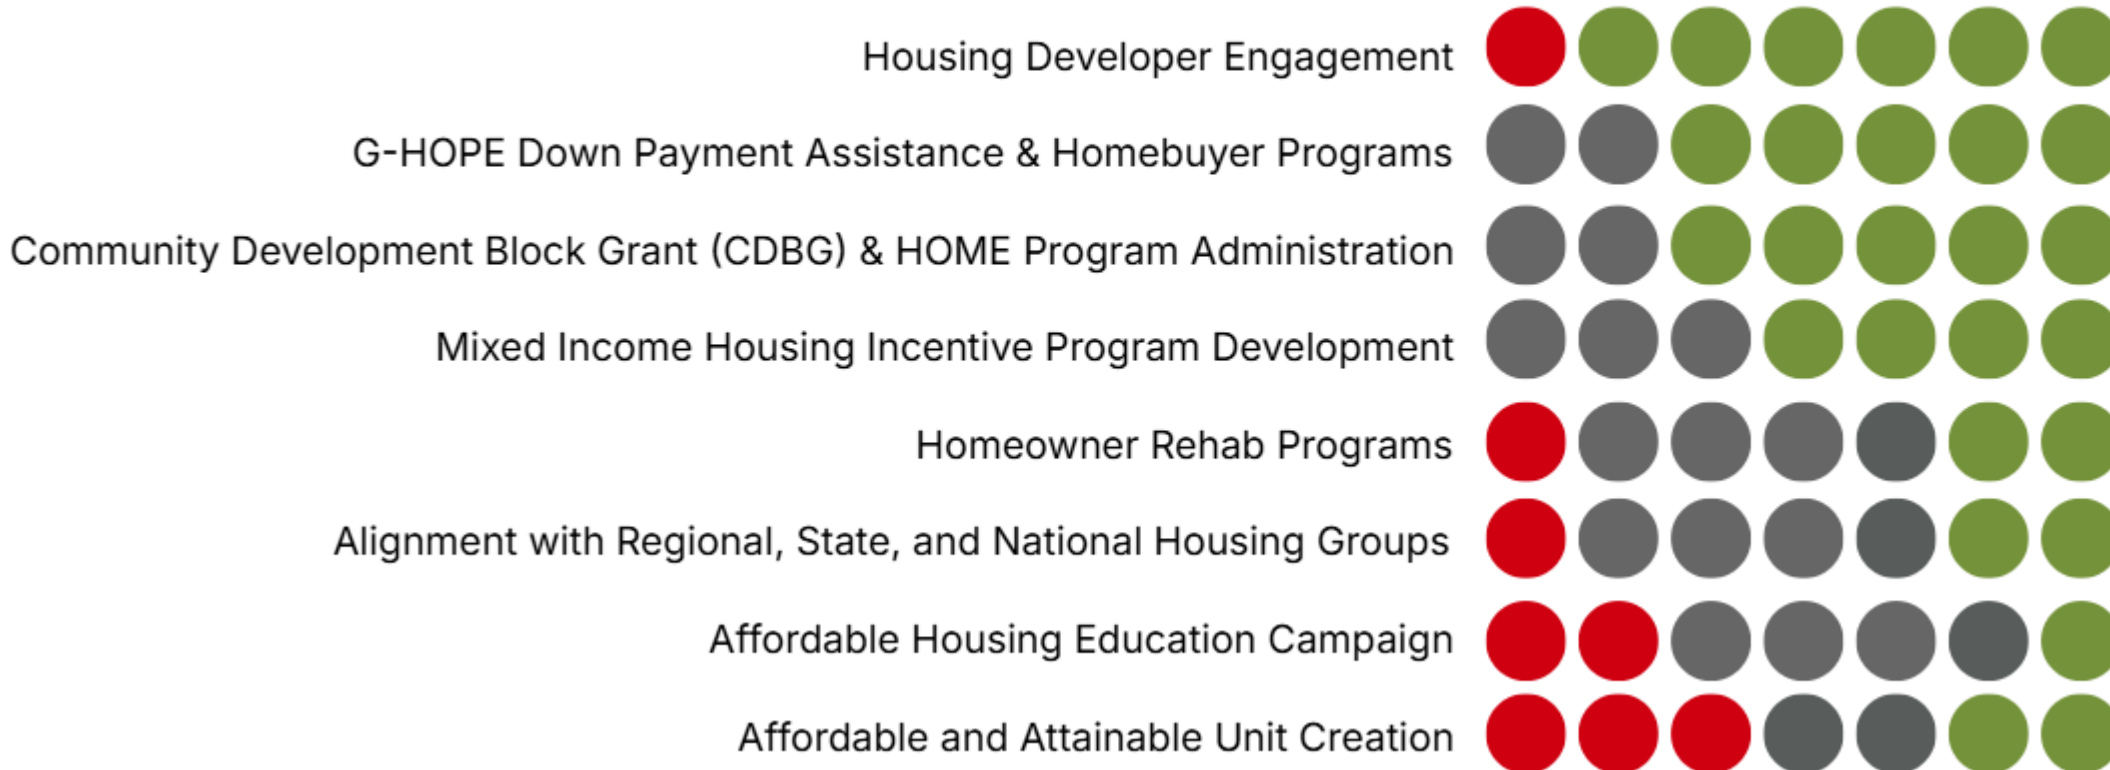 Housing Developer Engagement
G-HOPE Down Payment Assistance & Homebuyer Programs
Community Development Block Grant (CDBG) & HOME Program Administration
Mixed Income Housing Incentive Program Development
Homeowner Rehab Programs
Alignment with Regional, State, and National Housing Groups
Affordable Housing Education Campaign
Affordable and Attainable Unit Creation